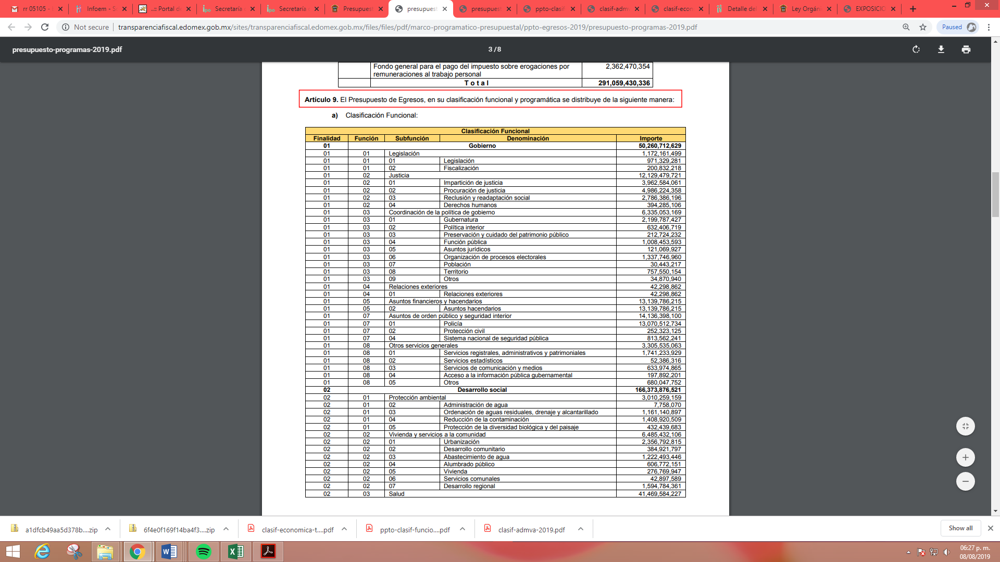 rr 05105 -
Infoem - S
..:: Portal d
Secretaría
Secretaría
Presupues
presupues
presupues
ppto-clasif
clasif-adm
clasif-econ
Detalle de
Ley Orgán
EXPOSICIO
Not secure
transparenciafiscal.edomex.gob.mx/sites/transparenciafiscal.edomex.gob.mx/files/files/pdf/marco-programatico-presupuestal/ppto-egresos-2019/presupuesto-programas-2019.pdf
Paused
presupuesto-programas-2019.pdf
3 / 8
Fondo general para el pago del impuesto sobre erogaciones por 2,362,470,354
remuneraciones al trabajo personal
T o t a l 291,059,430,336
Artículo 9. El Presupuesto de Egresos, en su clasificación funcional y programática se distribuye de la siguiente manera:
a) Clasificación Funcional:
Clasificación Funcional
Finalidad Función Subfunción Denominación Importe
01 Gobierno 50,260,712,629
01 01 Legislación 1,172,161,499
01 01 01 Legislación 971,329,281
01 01 02 Fiscalización 200,832,218
01 02 Justicia 12,129,479,721
01 02 01 Impartición de justicia 3,962,584,061
01 02 02 Procuración de justicia 4,986,224,358
01 02 03 Reclusión y readaptación social 2,786,386,196
01 02 04 Derechos humanos 394,285,106
01 03 Coordinación de la política de gobierno 6,335,053,169
01 03 01 Gubernatura 2,199,787,427
01 03 02 Política interior 632,406,719
01 03 03 Preservación y cuidado del patrimonio público 212,724,232
01 03 04 Función pública 1,008,453,593
01 03 05 Asuntos jurídicos 121,069,927
01 03 06 Organización de procesos electorales 1,337,746,960
01 03 07 Población 30,443,217
01 03 08 Territorio 757,550,154
01 03 09 Otros 34,870,940
01 04 Relaciones exteriores 42,298,862
01 04 01 Relaciones exteriores 42,298,862
01 05 Asuntos financieros y hacendarios 13,139,786,215
01 05 02 Asuntos hacendarios 13,139,786,215
01 07 Asuntos de orden público y seguridad interior 14,136,398,100
01 07 01 Policía 13,070,512,734
01 07 02 Protección civil 252,323,125
01 07 04 Sistema nacional de seguridad pública 813,562,241
01 08 Otros servicios generales 3,305,535,063
01 08 01 Servicios registrales, administrativos y patrimoniales 1,741,233,929
01 08 02 Servicios estadísticos 52,386,316
01 08 03 Servicios de comunicación y medios 633,974,865
01 08 04 Acceso a la información pública gubernamental 197,892,201
01 08 05 Otros 680,047,752
02 Desarrollo social 166,373,876,521
02 01 Protección ambiental 3,010,259,159
02 01 02 Administración de agua 7,758,070
02 01 03 Ordenación de aguas residuales, drenaje y alcantarillado 1,161,140,897
02 01 04 Reducción de la contaminación 1,408,920,509
02 01 05 Protección de la diversidad biológica y del paisaje 432,439,683
02 02 Vivienda y servicios a la comunidad 6,485,432,106
02 02 01 Urbanización 2,356,792,815
02 02 02 Desarrollo comunitario 384,921,797
02 02 03 Abastecimiento de agua 1,222,493,446
02 02 04 Alumbrado público 606,772,151
02 02 05 Vivienda 276,769,947
02 02 06 Servicios comunales 42,897,589
02 02 07 Desarrollo regional 1,594,784,361
02 03 Salud 41,469,584,227
a1dfcb49aa5d378b....zip
6f4e0f169f14ba4f3....zip
clasif-economica-t....pdf
ppto-clasif-funcio....pdf
clasif-admva-2019.pdf
Show all
06:27 p. m.
08/08/2019